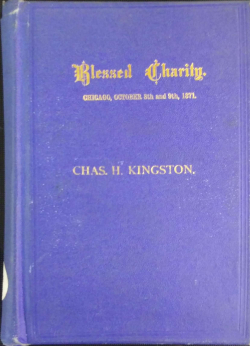 Blessed Charity.
CHICAGO, OCTOBER 8th and 9th, 1871.
CHAS. H. KINGSTON.